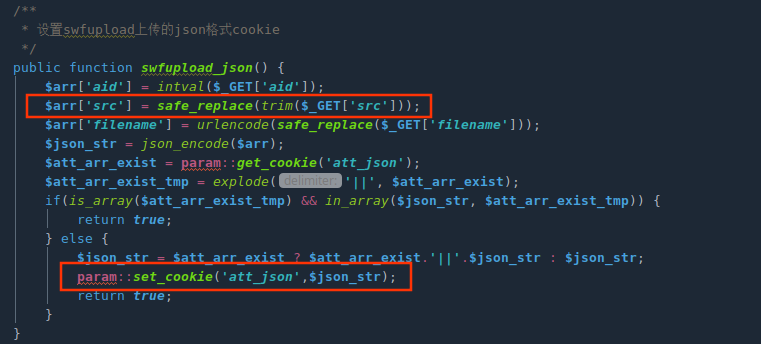 /**
 * 设置swfupload上传的json格式cookie
 */
public function swfupload_json() {
    $arr['aid'] = intval($_GET['aid']);
    $arr['src'] = safe_replace(trim($_GET['src']));
    $arr['filename'] = urlencode(safe_replace($_GET['filename']));
    $json_str = json_encode($arr);
    $att_arr_exist = param::get_cookie('att_json');
    $att_arr_exist_tmp = explode( delimiter: '||', $att_arr_exist);
    if(is_array($att_arr_exist_tmp) && in_array($json_str, $att_arr_exist_tmp)) {
        return true;
    } else {
        $json_str = $att_arr_exist ? $att_arr_exist.'||'.$json_str : $json_str;
        param::set_cookie('att_json',$json_str);
        return true;
    }
}